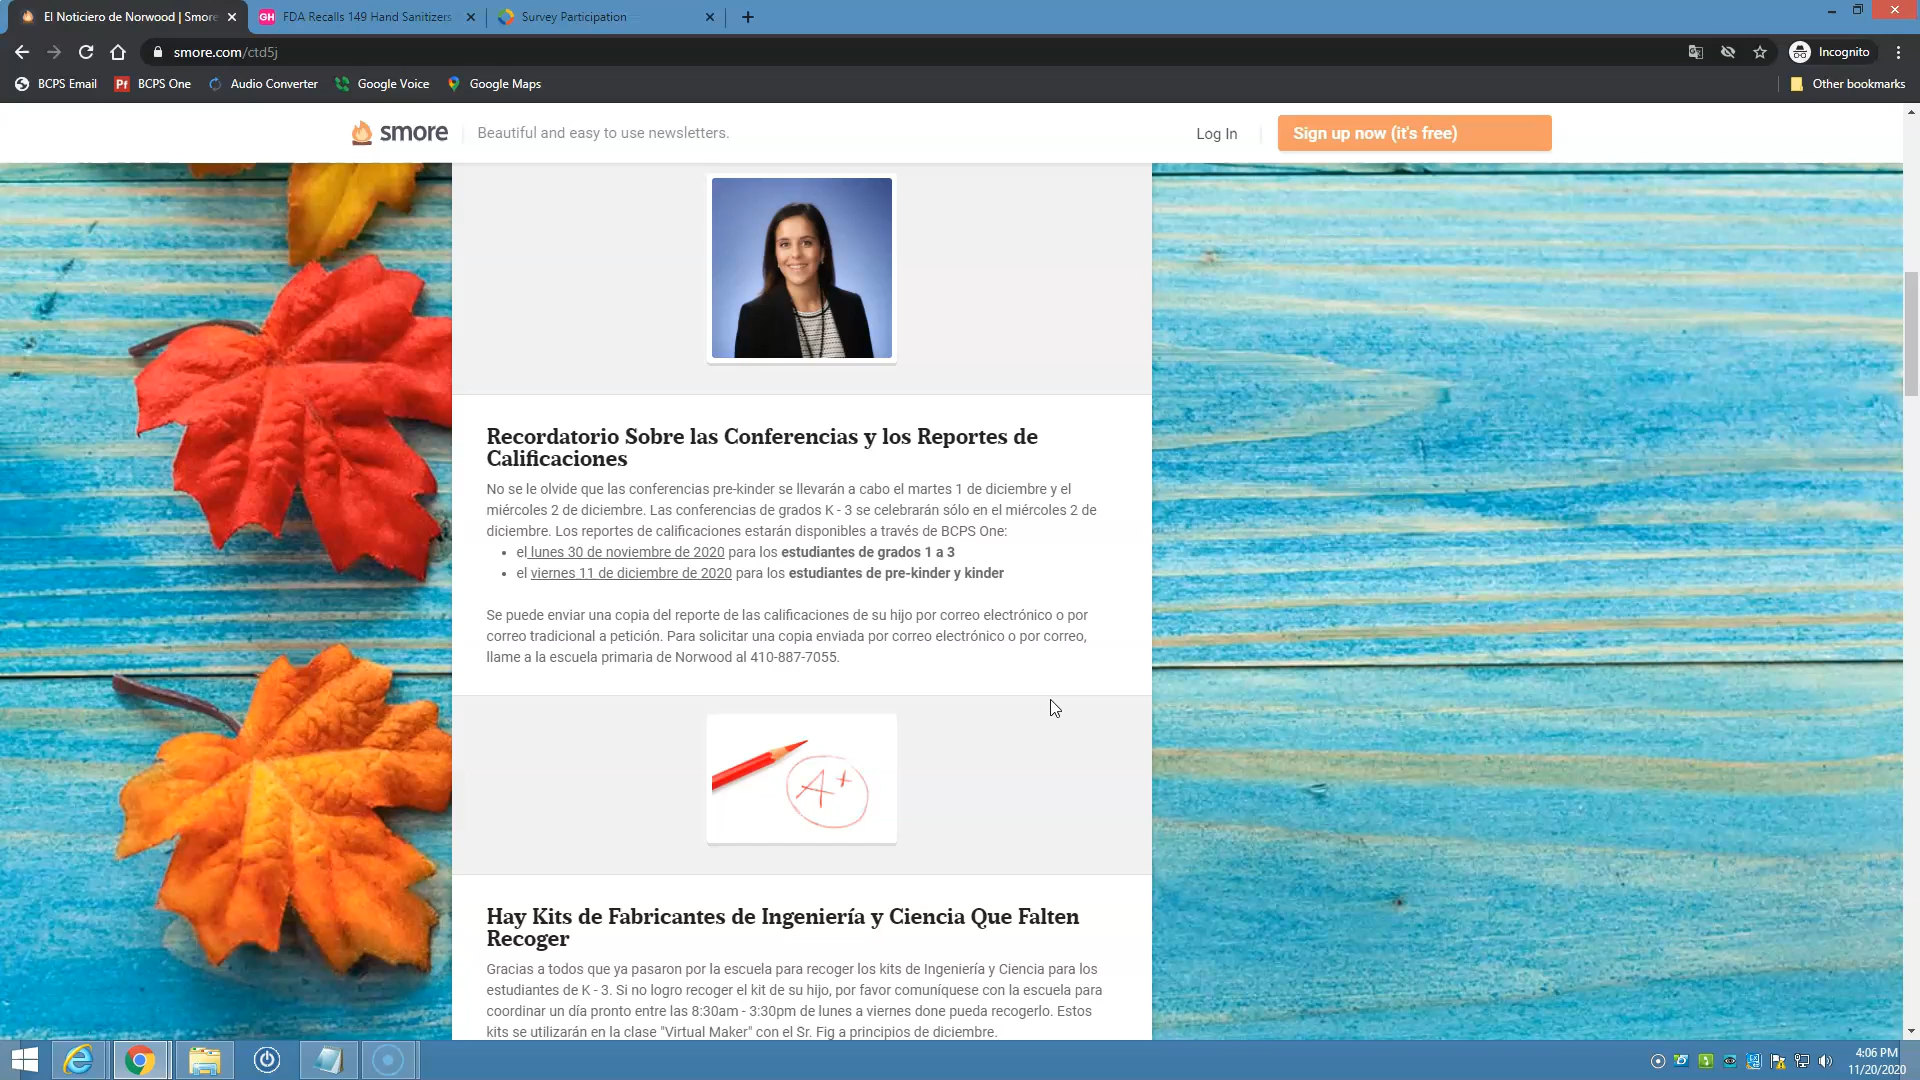 El Noticiero de Norwood | Smore
FDA Recalls 149 Hand Sanitizers
Survey Participation
smore.com/ctd5j
Incognito
BCPS Email
BCPS One
Audio Converter
Google Voice
Google Maps
Other bookmarks
smore
Beautiful and easy to use newsletters.
Log In
Sign up now (it's free)
Recordatorio Sobre las Conferencias y los Reportes de
Calificaciones
No se le olvide que las conferencias pre-kinder se llevarán a cabo el martes 1 de diciembre y el
miércoles 2 de diciembre. Las conferencias de grados K - 3 se celebrarán sólo en el miércoles 2 de
diciembre. Los reportes de calificaciones estarán disponibles a través de BCPS One:
• el lunes 30 de noviembre de 2020 para los estudiantes de grados 1 a 3
• el viernes 11 de diciembre de 2020 para los estudiantes de pre-kinder y kinder
Se puede enviar una copia del reporte de las calificaciones de su hijo por correo electrónico o por
correo tradicional a petición. Para solicitar una copia enviada por correo electrónico o por correo,
llame a la escuela primaria de Norwood al 410-887-7055.
A+
Hay Kits de Fabricantes de Ingeniería y Ciencia Que Falten
Recoger
Gracias a todos que ya pasaron por la escuela para recoger los kits de Ingeniería y Ciencia para los
estudiantes de K - 3. Si no logro recoger el kit de su hijo, por favor comuníquese con la escuela para
coordinar un día pronto entre las 8:30am - 3:30pm de lunes a viernes done pueda recogerlo. Estos
kits se utilizarán en la clase "Virtual Maker" con el Sr. Fig a principios de diciembre.
4:06 PM
11/20/2020